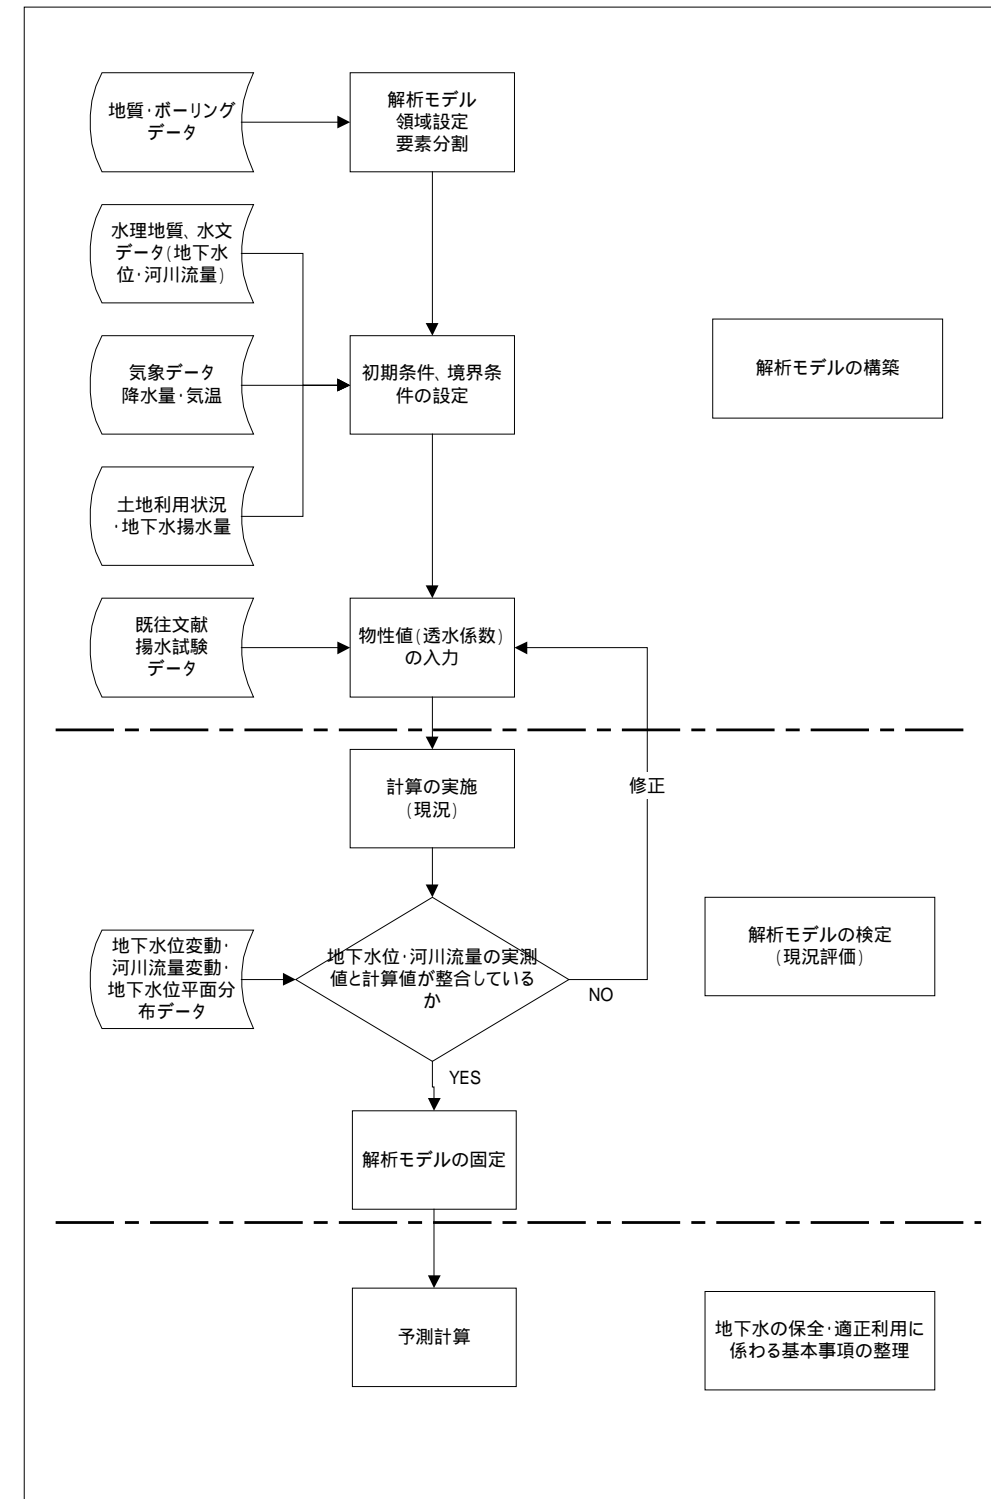 地質･ボーリング
データ
解析モデル
領域設定
要素分割
水理地質、水文
データ(地下水
位･河川流量)
気象データ
降水量･気温
初期条件、境界条
件の設定
解析モデルの構築
土地利用状況
･地下水揚水量
既往文献
揚水試験
データ
物性値(透水係数)
の入力
計算の実施
(現況)
修正
地下水位変動･
河川流量変動･
地下水位平面分
布データ
地下水位･河川流量の実測
値と計算値が整合している
か
NO
解析モデルの検定
(現況評価)
YES
解析モデルの固定
予測計算
地下水の保全･適正利用に
係わる基本事項の整理